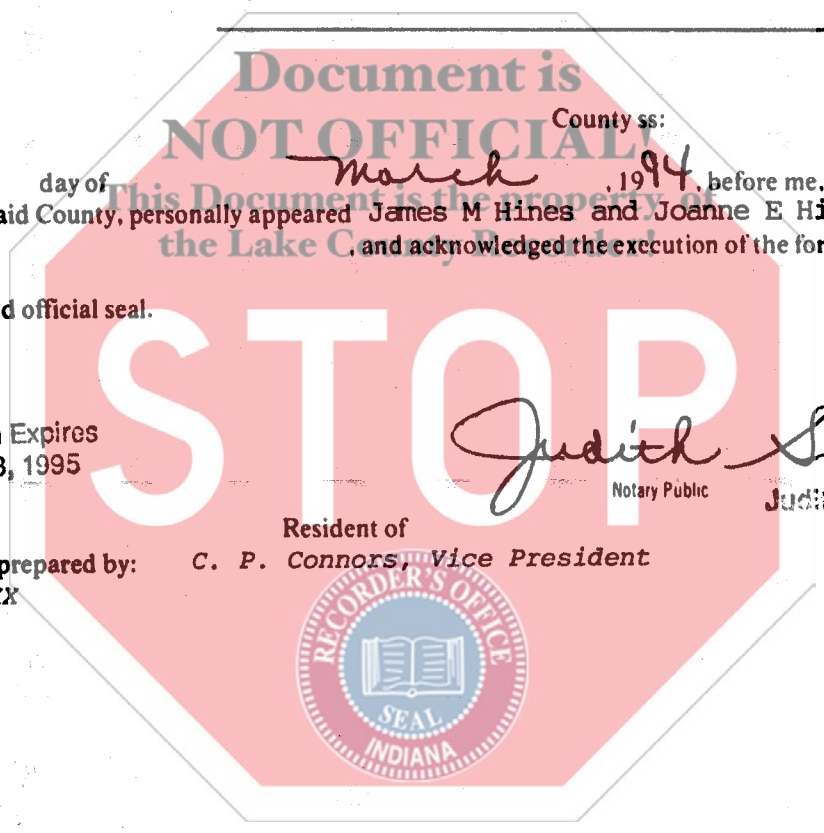 Document is
NOT OFFICIAL!
County ss:
day of March , 1994, before me,
This Document is the property of
aid County, personally appeared James M Hines and Joanne E Hi
the Lake County Recorder!
, and acknowledged the execution of the for
d official seal.
STOP
Expires
3, 1995
Judith S
Notary Public
Judi
Resident of
prepared by: C. P. Connors, Vice President
X
RECORDER'S OFFICE
SEAL
INDIANA